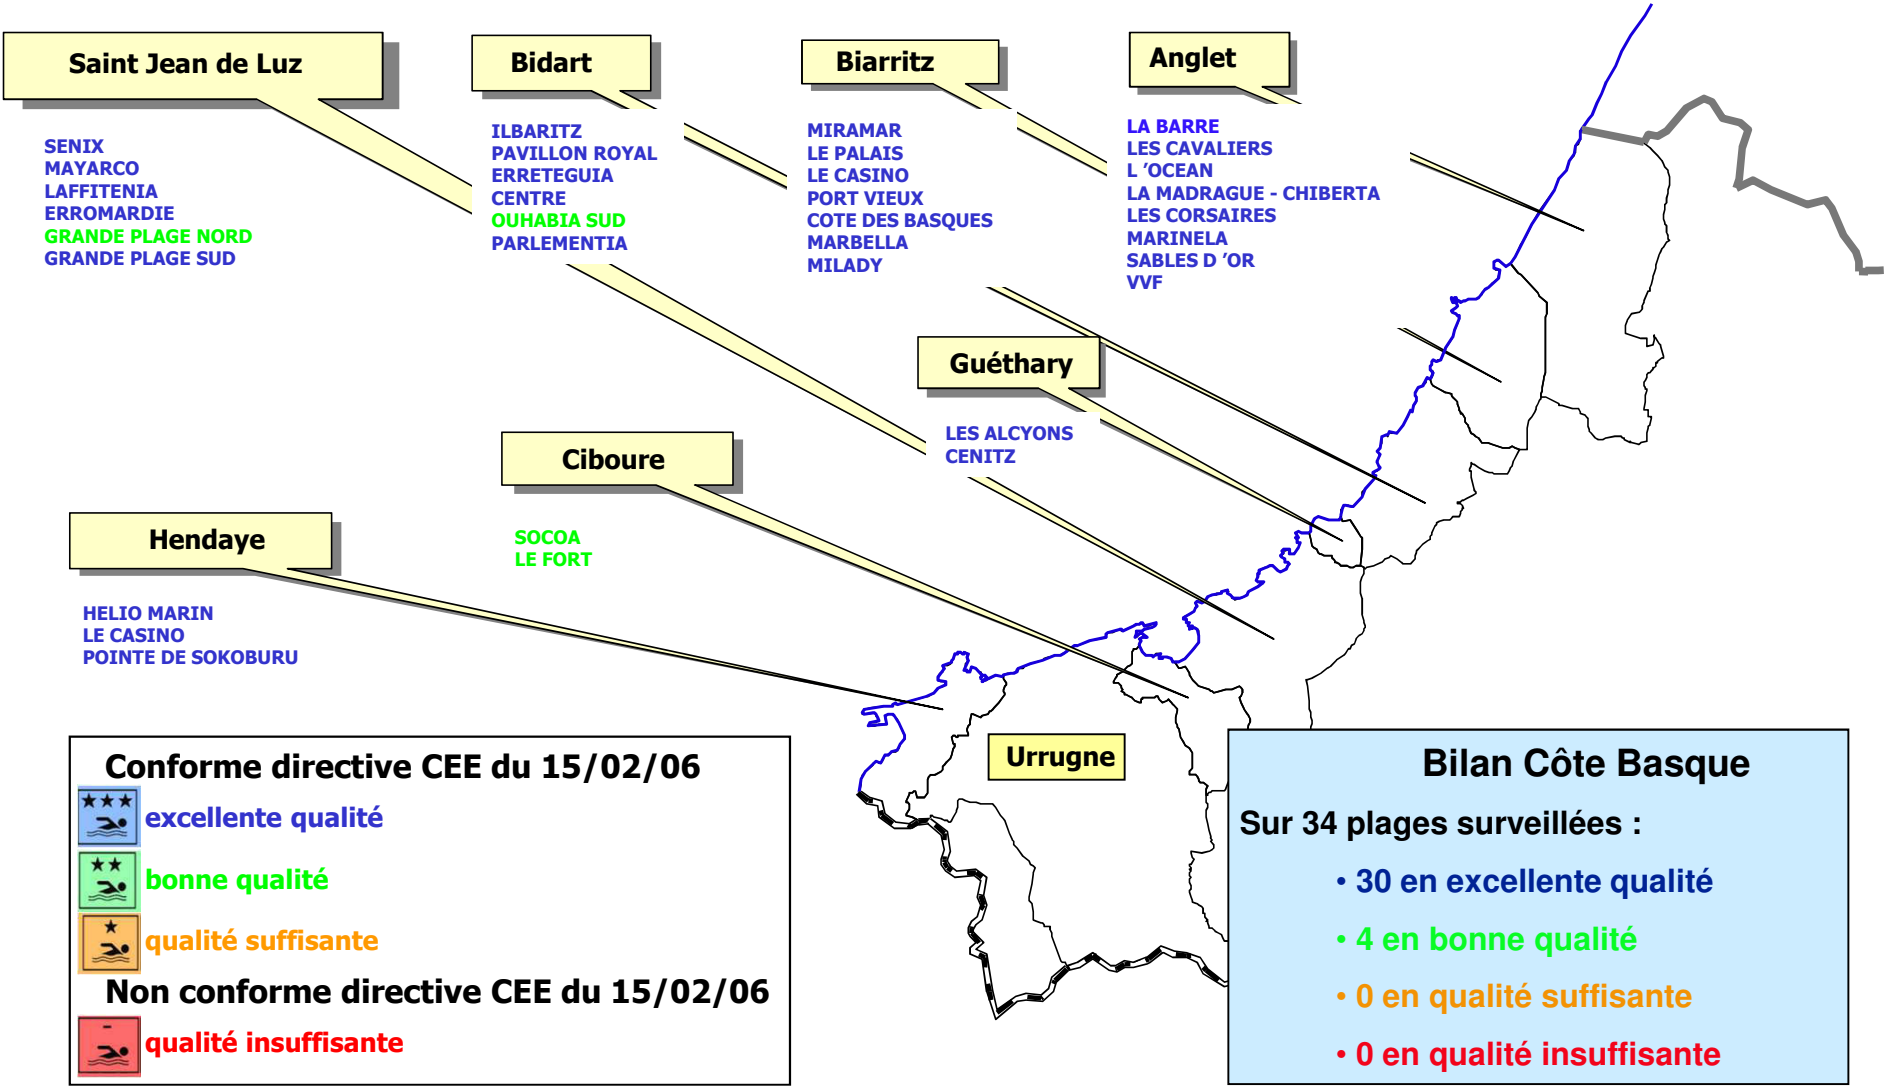 Saint Jean de Luz
SENIX
MAYARCO
LAFFITENIA
ERROMARDIE
GRANDE PLAGE NORD
GRANDE PLAGE SUD
Bidart
ILBARITZ
PAVILLON ROYAL
ERRETEGUIA
CENTRE
OUHABIA SUD
PARLEMENTIA
Biarritz
MIRAMAR
LE PALAIS
LE CASINO
PORT VIEUX
COTE DES BASQUES
MARBELLA
MILADY
Anglet
LA BARRE
LES CAVALIERS
L ’OCEAN
LA MADRAGUE - CHIBERTA
LES CORSAIRES
MARINELA
SABLES D ’OR
VVF
Guéthary
LES ALCYONS
CENITZ
Ciboure
SOCOA
LE FORT
Hendaye
HELIO MARIN
LE CASINO
POINTE DE SOKOBURU
Urrugne
Conforme directive CEE du 15/02/06
excellente qualité
bonne qualité
qualité suffisante
Non conforme directive CEE du 15/02/06
qualité insuffisante
Bilan Côte Basque
Sur 34 plages surveillées :
• 30 en excellente qualité
• 4 en bonne qualité
• 0 en qualité suffisante
• 0 en qualité insuffisante